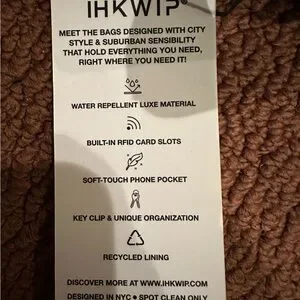 IHKWIP®
MEET THE BAGS DESIGNED WITH CITY
STYLE & SUBURBAN SENSIBILITY
THAT HOLD EVERYTHING YOU NEED,
RIGHT WHERE YOU NEED IT!
WATER REPELLENT LUXE MATERIAL
BUILT-IN RFID CARD SLOTS
SOFT-TOUCH PHONE POCKET
KEY CLIP & UNIQUE ORGANIZATION
RECYCLED LINING
DISCOVER MORE AT WWW.IHKWIP.COM
DESIGNED IN NYC • SPOT CLEAN ONLY